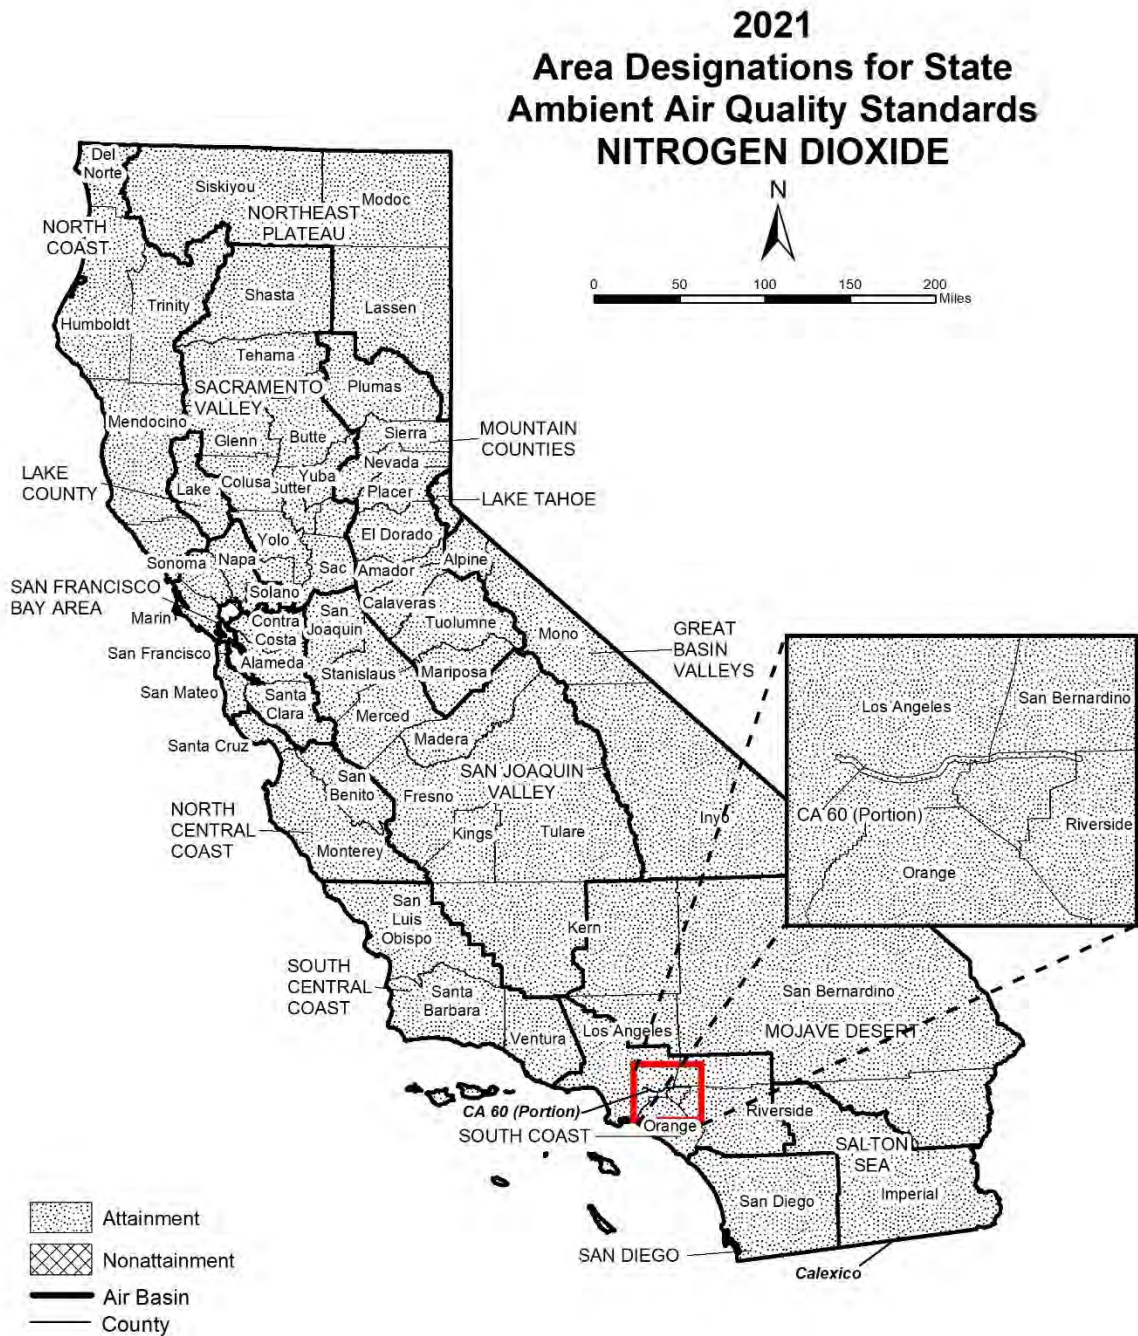 2021
Area Designations for State
Ambient Air Quality Standards
NITROGEN DIOXIDE
N
0 50 100 150 200
Miles
Del
Norte
Siskiyou
Modoc
NORTHEAST
PLATEAU
NORTH
COAST
Trinity
Shasta
Lassen
Humboldt
Tehama
Plumas
SACRAMENTO
VALLEY
Mendocino
Glenn
Butte
Sierra
MOUNTAIN
COUNTIES
Nevada
LAKE
COUNTY
Lake
Colusa
Yuba
Placer
LAKE TAHOE
Yolo
El Dorado
Sonoma
Napa
Sac
Amador
Alpine
SAN FRANCISCO
BAY AREA
Solano
Calaveras
Marin
Contra
Costa
San
Joaquin
Tuolumne
Mono
GREAT
BASIN
VALLEYS
San Francisco
Alameda
Stanislaus
Mariposa
San Mateo
Santa
Clara
Merced
Madera
Santa Cruz
San
Benito
Fresno
SAN JOAQUIN
VALLEY
NORTH
CENTRAL
COAST
Kings
Tulare
Inyo
Monterey
Los Angeles
San Bernardino
CA 60 (Portion)
Riverside
Orange
San
Luis
Obispo
Kern
SOUTH
CENTRAL
COAST
Santa
Barbara
San Bernardino
Ventura
Los Angeles
MOJAVE DESERT
CA 60 (Portion)
Riverside
Orange
SOUTH COAST
SALTON
SEA
San Diego
Imperial
SAN DIEGO
Calexico
Attainment
Nonattainment
Air Basin
County